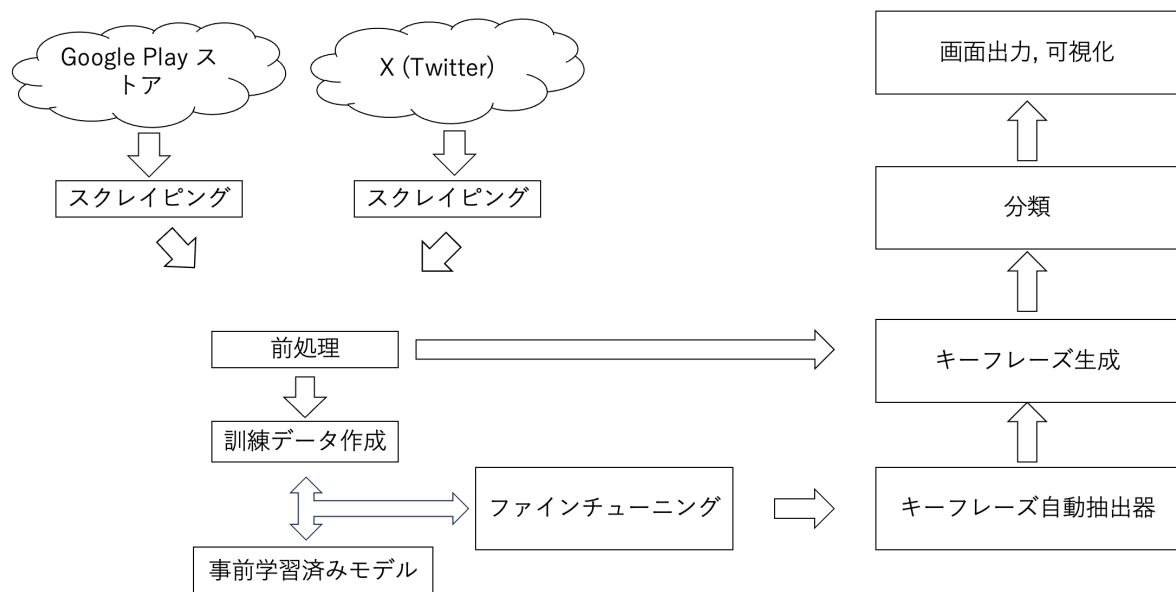 Google Play ス
トア
X (Twitter)
画面出力, 可視化
スクレイピング
スクレイピング
分類
前処理
キーフレーズ生成
訓練データ作成
ファインチューニング
キーフレーズ自動抽出器
事前学習済みモデル